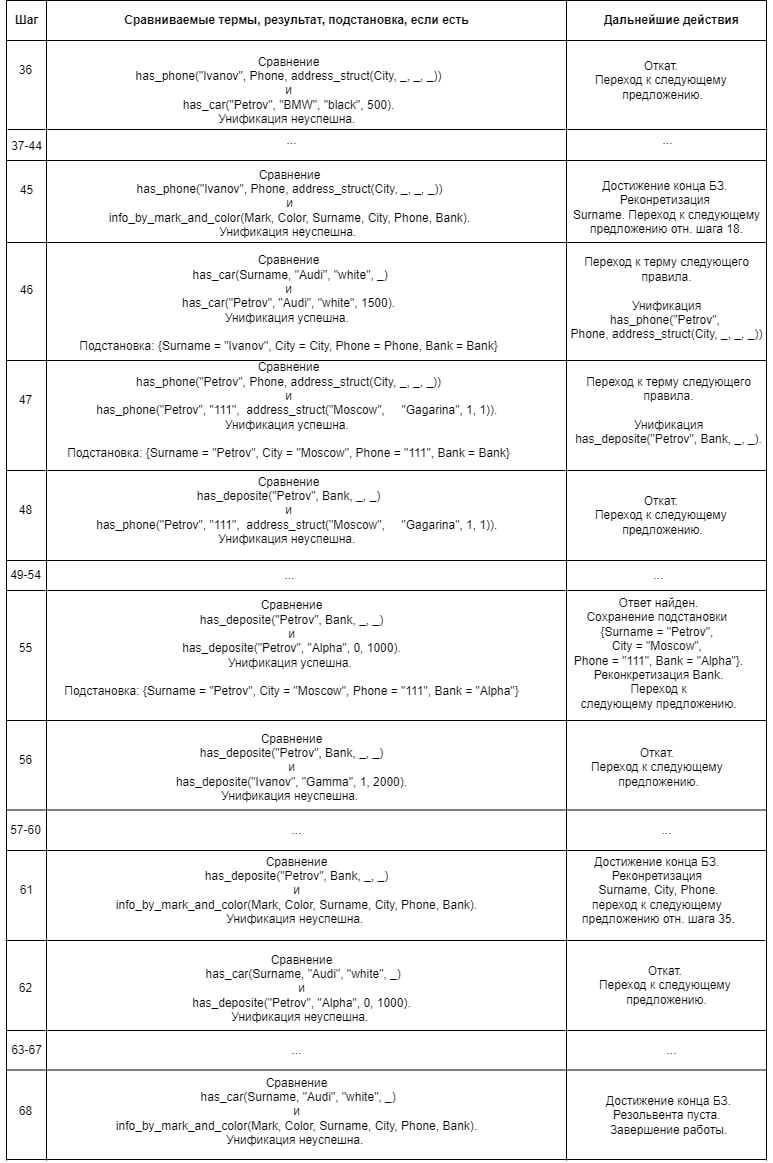 Шаг
Сравниваемые термы, результат, подстановка, если есть
Дальнейшие действия
36
Сравнение
has_phone("Ivanov", Phone, address_struct(City, _, _, _))
и
has_car("Petrov", "BMW", "black", 500).
Унификация неуспешна.
Откат.
Переход к следующему
предложению.
37-44
...
...
45
Сравнение
has_phone("Ivanov", Phone, address_struct(City, _, _, _))
и
info_by_mark_and_color(Mark, Color, Surname, City, Phone, Bank).
Унификация неуспешна.
Достижение конца БЗ.
Реконретизация
Surname. Переход к следующему
предложению отн. шага 18.
46
Сравнение
has_car(Surname, "Audi", "white", _)
и
has_car("Petrov", "Audi", "white", 1500).
Унификация успешна.
Подстановка: {Surname = "Ivanov", City = City, Phone = Phone, Bank = Bank}
Переход к терму следующего
правила.
Унификация
has_phone("Petrov",
Phone, address_struct(City, _, _, _))
47
Сравнение
has_phone("Petrov", Phone, address_struct(City, _, _, _))
и
has_phone("Petrov", "111", address_struct("Moscow", "Gagarina", 1, 1)).
Унификация успешна.
Подстановка: {Surname = "Petrov", City = "Moscow", Phone = "111", Bank = Bank}
Переход к терму следующего
правила.
Унификация
has_deposite("Petrov", Bank, _, _).
48
Сравнение
has_deposite("Petrov", Bank, _, _)
и
has_phone("Petrov", "111", address_struct("Moscow", "Gagarina", 1, 1)).
Унификация неуспешна.
Откат.
Переход к следующему
предложению.
49-54
...
...
55
Сравнение
has_deposite("Petrov", Bank, _, _)
и
has_deposite("Petrov", "Alpha", 0, 1000).
Унификация успешна.
Подстановка: {Surname = "Petrov", City = "Moscow", Phone = "111", Bank = "Alpha"}
Ответ найден.
Сохранение подстановки
{Surname = "Petrov",
City = "Moscow",
Phone = "111", Bank = "Alpha"}.
Реконкретизация Bank.
Переход к
следующему предложению.
56
Сравнение
has_deposite("Petrov", Bank, _, _)
и
has_deposite("Ivanov", "Gamma", 1, 2000).
Унификация неуспешна.
Откат.
Переход к следующему
предложению.
57-60
...
...
61
Сравнение
has_deposite("Petrov", Bank, _, _)
и
info_by_mark_and_color(Mark, Color, Surname, City, Phone, Bank).
Унификация неуспешна.
Достижение конца БЗ.
Реконретизация
Surname, City, Phone.
переход к следующему
предложению отн. шага 35.
62
Сравнение
has_car(Surname, "Audi", "white", _)
и
has_deposite("Petrov", "Alpha", 0, 1000).
Унификация неуспешна.
Откат.
Переход к следующему
предложению.
63-67
...
...
68
Сравнение
has_car(Surname, "Audi", "white", _)
и
info_by_mark_and_color(Mark, Color, Surname, City, Phone, Bank).
Унификация неуспешна.
Достижение конца БЗ.
Резольвента пуста.
Завершение работы.